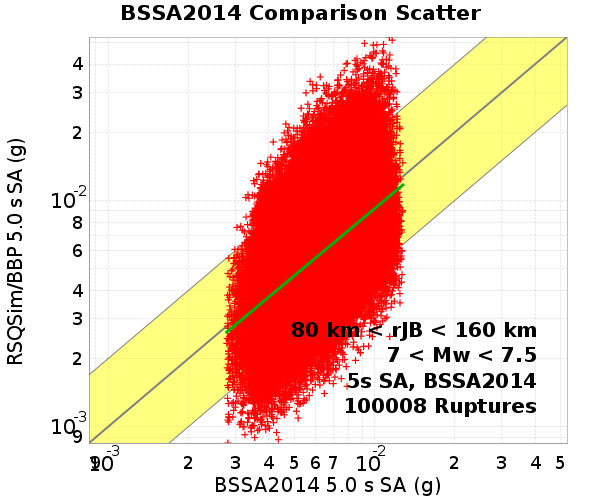 BSSA2014 Comparison Scatter
RSQSim/BBP 5.0 s SA (g)
4
3
2
10-2
8
6
4
3
2
10-3
9
80 km < rJB < 160 km
7 < Mw < 7.5
5s SA, BSSA2014
100008 Ruptures
9 10-3 2 3 4 5 6 7 10-2 2 3 4 5
BSSA2014 5.0 s SA (g)